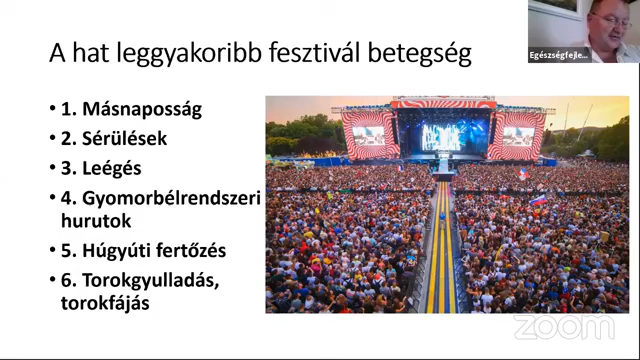 A hat leggyakoribb fesztivál betegség
Egészségfejle...
• 1. Másnaposság
• 2. Sérülések
• 3. Leégés
• 4. Gyomorbélrendszeri
hurutok
• 5. Húgyúti fertőzés
• 6. Torokgyulladás,
torokfájás
zoom